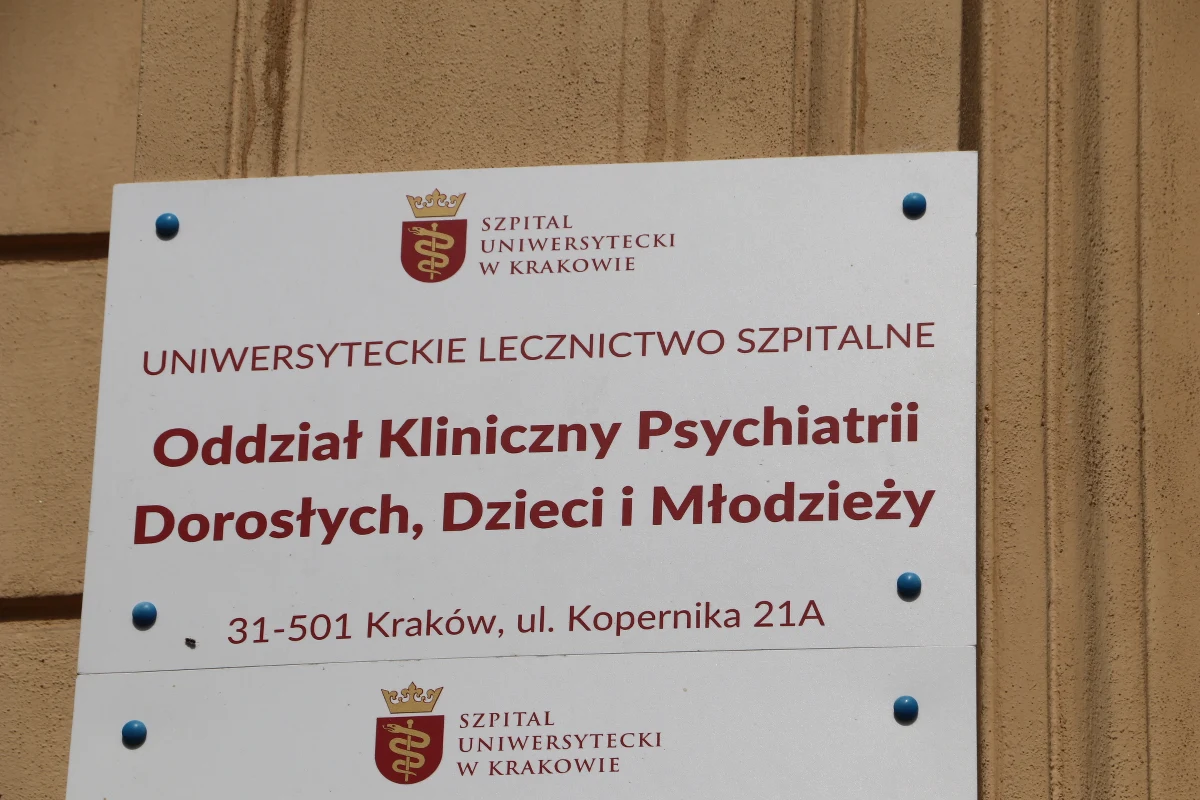 SZPITAL
UNIWERSYTECKI
W KRAKOWIE
UNIWERSYTECKIE LECZNICTWO SZPITALNE
Oddział Kliniczny Psychiatrii
Dorosłych, Dzieci i Młodzieży
31-501 Kraków, ul. Kopernika 21A
SZPITAL
UNIWERSYTECKI
W KRAKOWIE